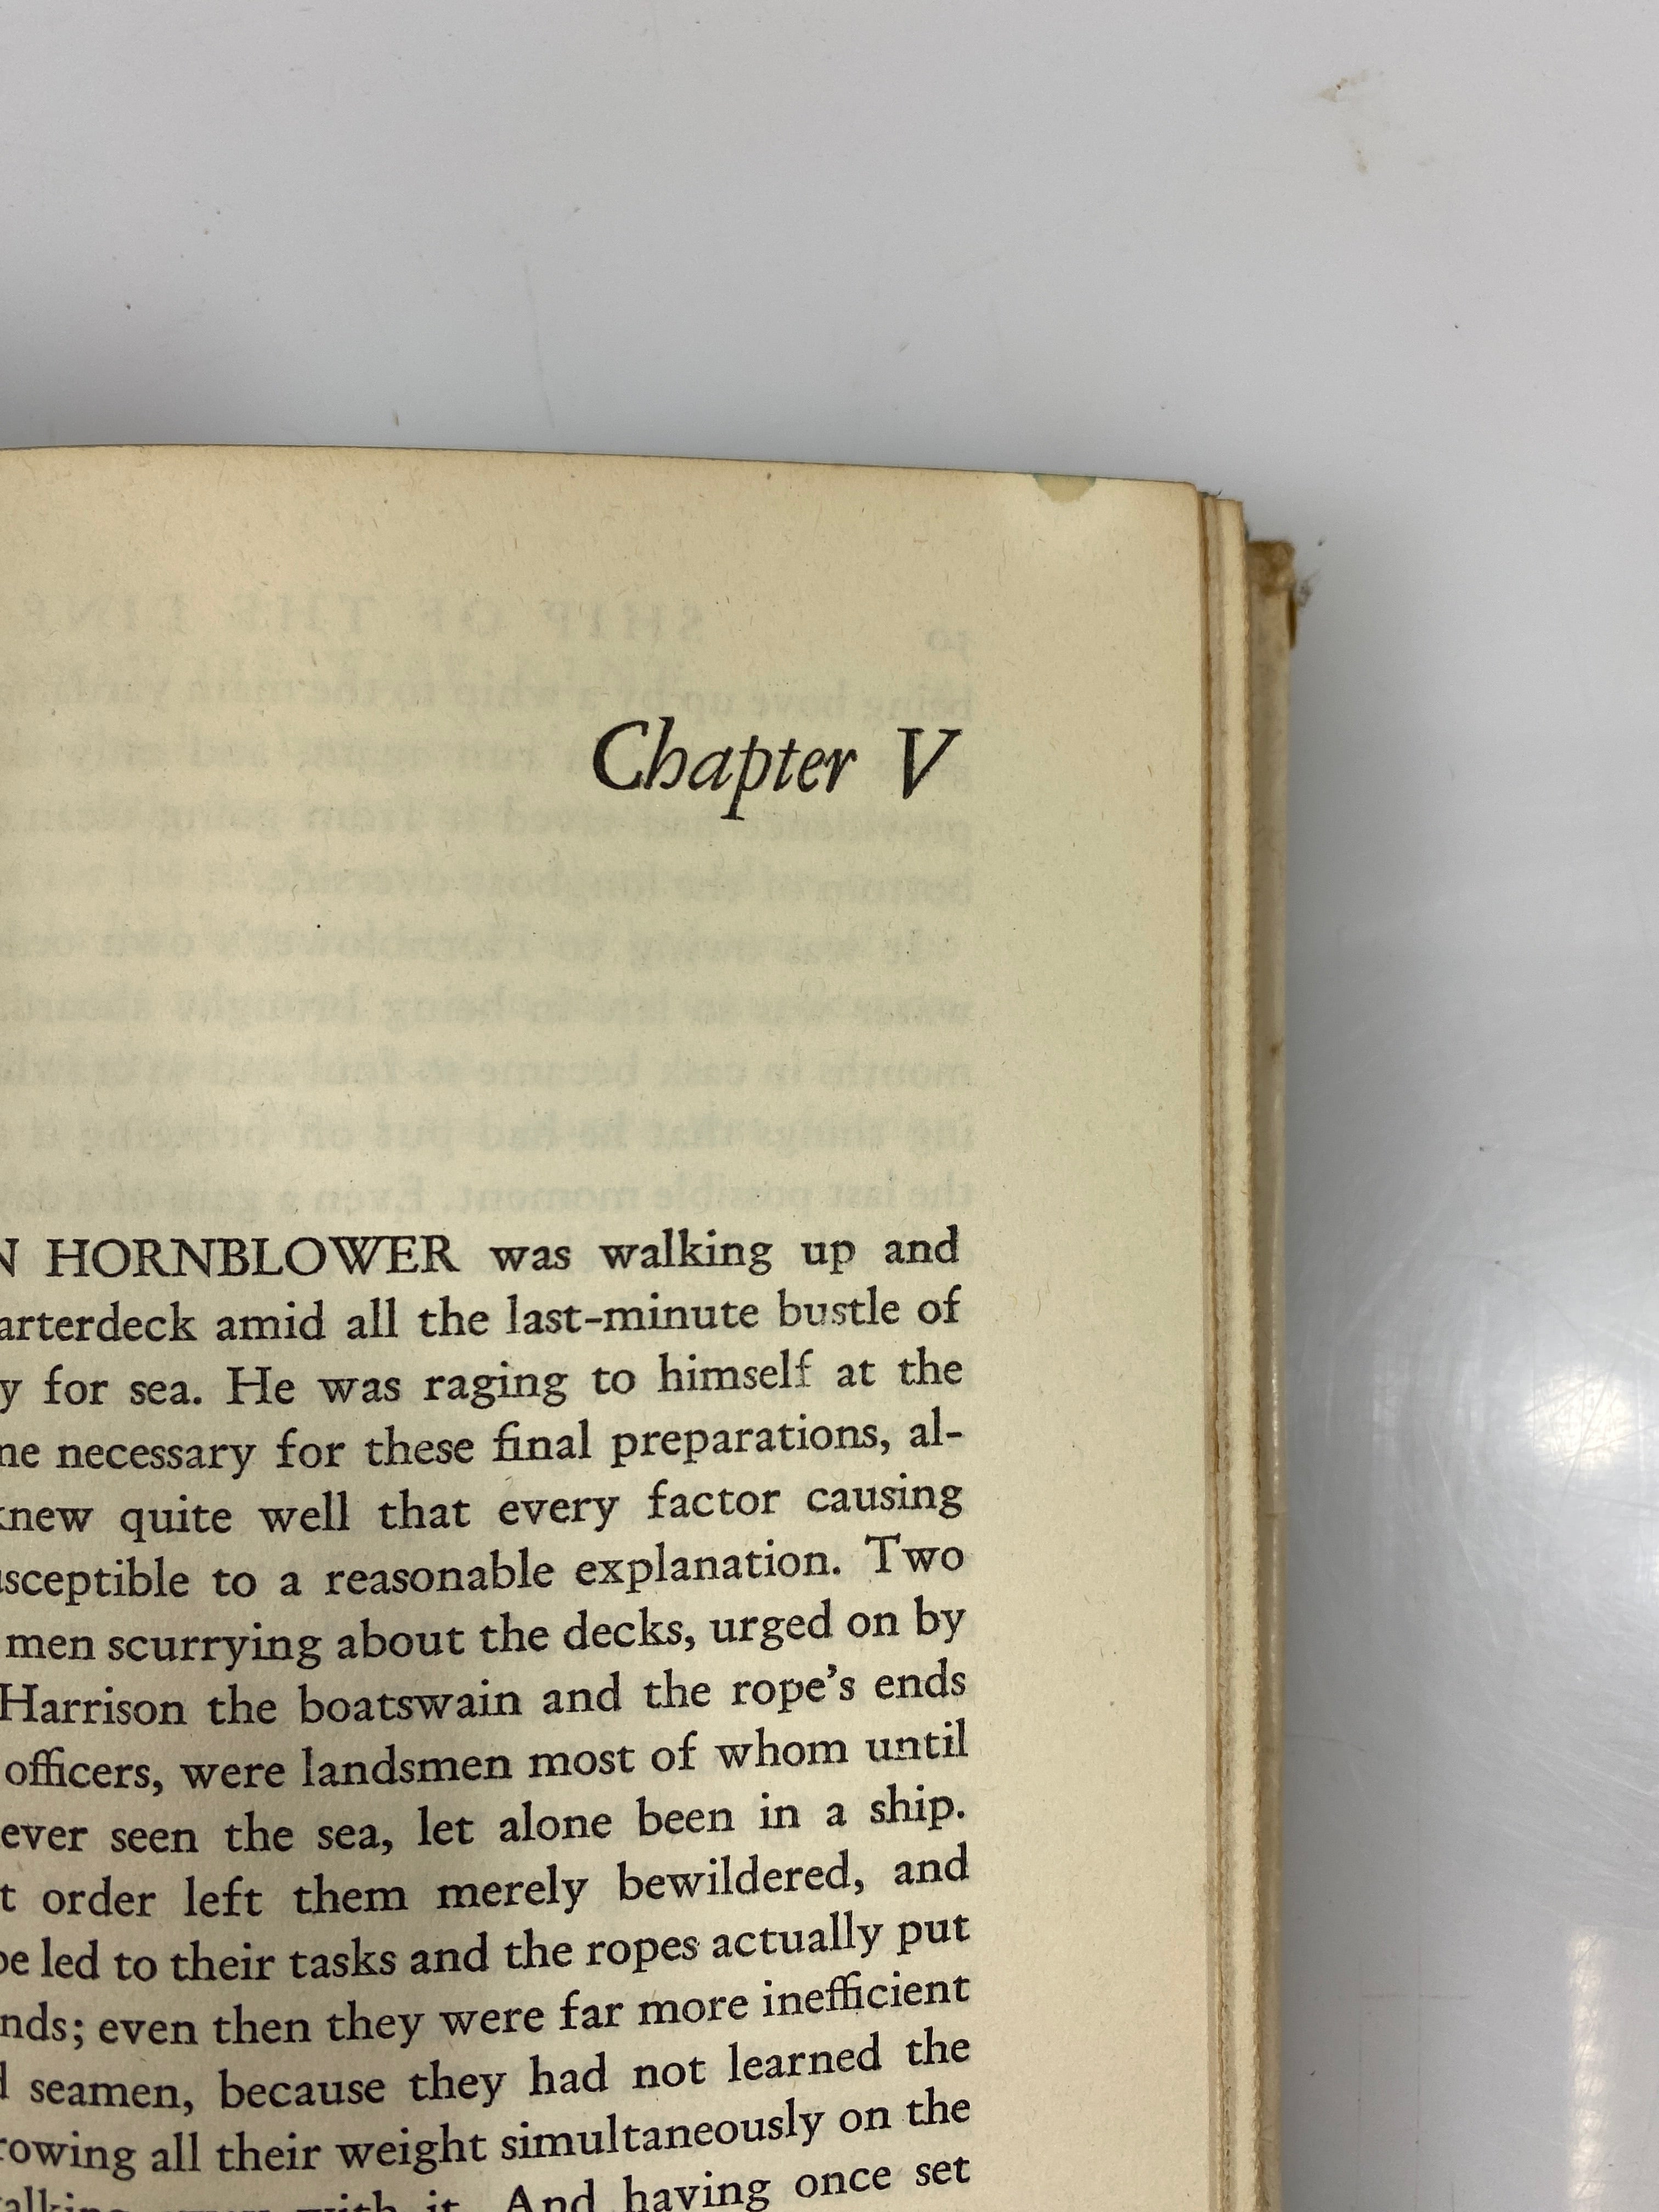 Chapter V
N HORNBLOWER was walking up and
arterdeck amid all the last-minute bustle of
y for sea. He was raging to himself at the
ne necessary for these final preparations, al-
knew quite well that every factor causing
usceptible to a reasonable explanation. Two
men scurrying about the decks, urged on by
Harrison the boatswain and the rope's ends
officers, were landsmen most of whom until
ever seen the sea, let alone been in a ship.
t order left them merely bewildered, and
be led to their tasks and the ropes actually put
nds; even then they were far more inefficient
d seamen, because they had not learned the
rowing all their weight simultaneously on the
with it. And having once set